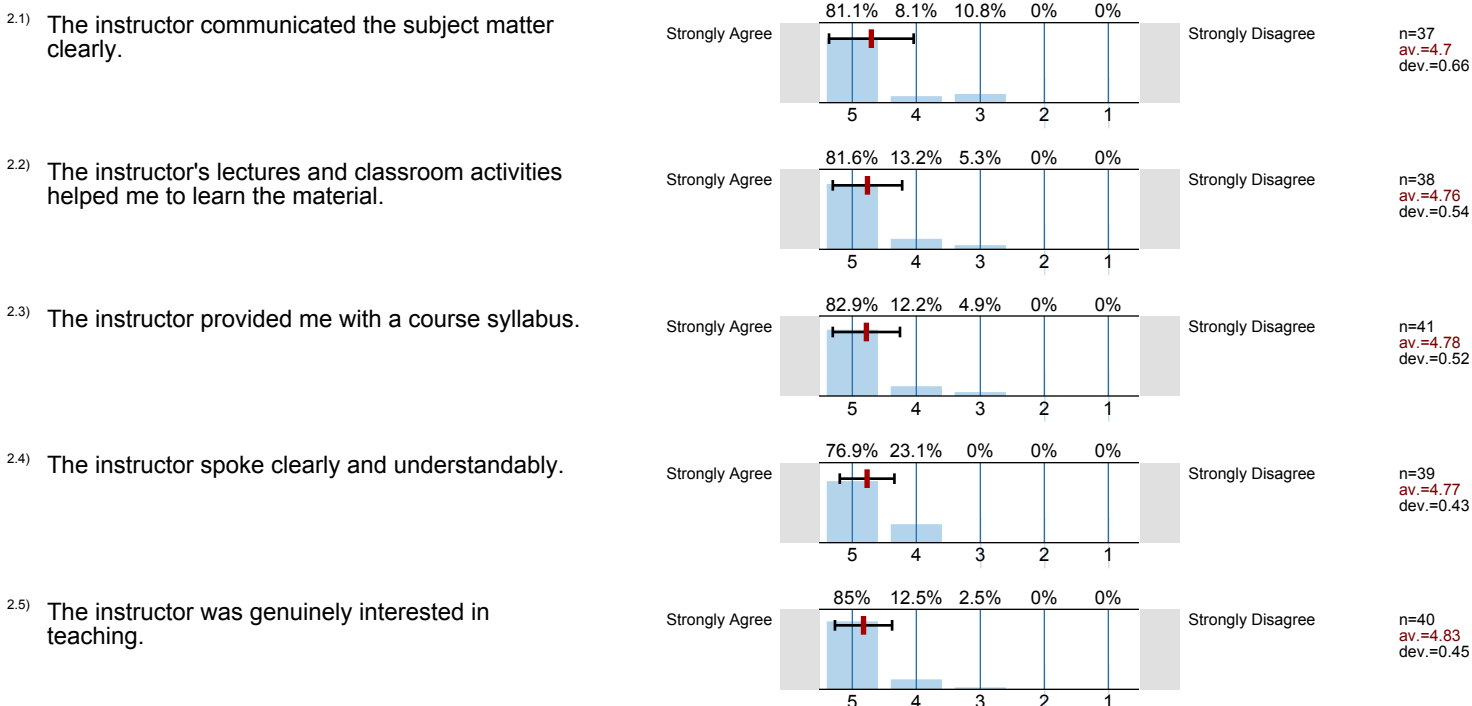 2.1) The instructor communicated the subject matter
clearly.
81.1% 8.1% 10.8% 0% 0%
Strongly Agree
Strongly Disagree
n=37
av.=4.7
dev.=0.66
5 4 3 2 1
2.2) The instructor's lectures and classroom activities
helped me to learn the material.
81.6% 13.2% 5.3% 0% 0%
Strongly Agree
Strongly Disagree
n=38
av.=4.76
dev.=0.54
5 4 3 2 1
2.3) The instructor provided me with a course syllabus.
82.9% 12.2% 4.9% 0% 0%
Strongly Agree
Strongly Disagree
n=41
av.=4.78
dev.=0.52
5 4 3 2 1
2.4) The instructor spoke clearly and understandably.
76.9% 23.1% 0% 0% 0%
Strongly Agree
Strongly Disagree
n=39
av.=4.77
dev.=0.43
5 4 3 2 1
2.5) The instructor was genuinely interested in
teaching.
85% 12.5% 2.5% 0% 0%
Strongly Agree
Strongly Disagree
n=40
av.=4.83
dev.=0.45
5 4 3 2 1